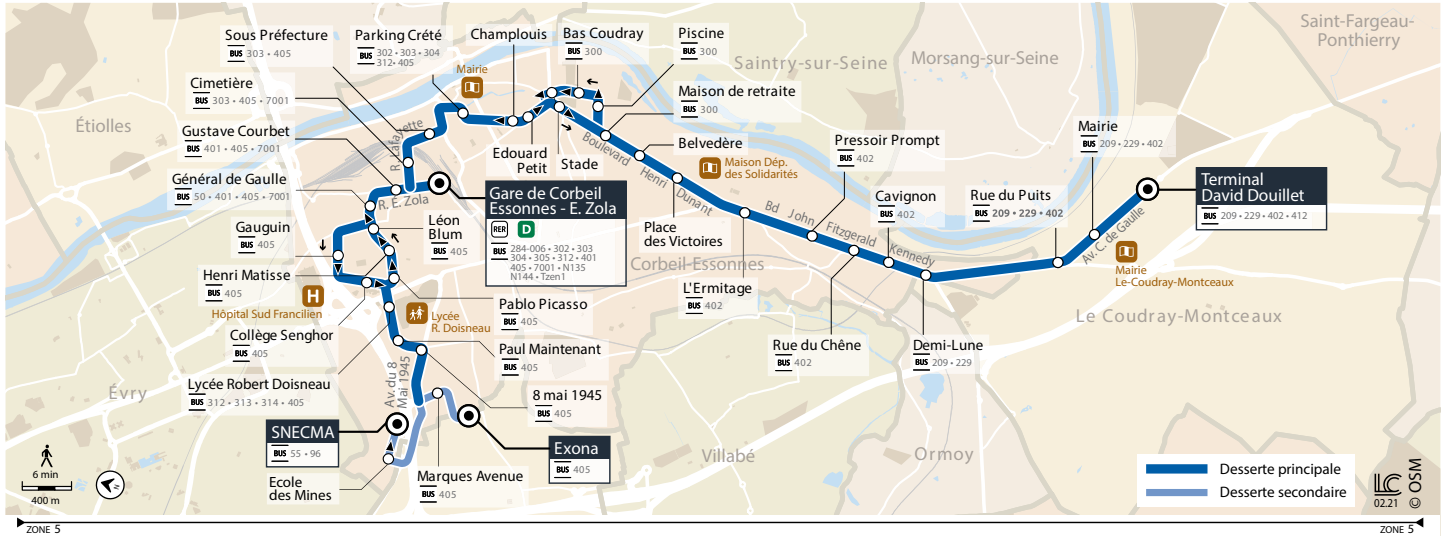 Saint-Fargeau-
Ponthierry
Sous Préfecture
BUS 303 • 405
Parking Crété
BUS 302 • 303 • 304
312 • 405
Champlouis
Bas Coudray
BUS 300
Piscine
BUS 300
Saintry-sur-Seine
Morsang-sur-Seine
Mairie
Cimetière
BUS 303 • 405 • 7001
Maison de retraite
BUS 300
Étiolles
Gustave Courbet
BUS 401 • 405 • 7001
R. Lafayette
Edouard
Petit
Stade
Boulevard
Henri
Dunant
Belvedère
Maison Dép.
des Solidarités
Pressoir Prompt
BUS 402
Mairie
BUS 209 • 229 • 402
Général de Gaulle
BUS 50 • 401 • 405 • 7001
R. É. Zola
Gare de Corbeil
Essonnes - E. Zola
RER D
BUS 284-006 • 302 • 303
304 • 305 • 312 • 401
405 • 7001 • N135
N144 • Tzen1
Terminal
David Douillet
BUS 209 • 229 • 402 • 412
Rue du Puits
BUS 209 • 229 • 402
Cavignon
BUS 402
Gauguin
BUS 405
Léon
Blum
BUS 405
Place
des Victoires
Bd John Fitzgerald Kennedy
Av. C. de Gaulle
Corbeil-Essonnes
Mairie
Le-Coudray-Montceaux
Henri Matisse
BUS 405
H
Hôpital Sud Francilien
Pablo Picasso
BUS 405
L'Ermitage
BUS 402
Lycée
R. Doisneau
Le Coudray-Montceaux
Collège Senghor
BUS 405
Paul Maintenant
BUS 405
Rue du Chêne
BUS 402
Demi-Lune
BUS 209 • 229
Évry
Lycée Robert Doisneau
BUS 312 • 313 • 314 • 405
Av. du 8
Mai 1945
8 mai 1945
BUS 405
SNECMA
BUS 55 • 96
Exona
BUS 405
Villabé
Ormoy
Ecole
des Mines
Marques Avenue
BUS 405
6 min
400 m
N
Desserte principale
Desserte secondaire
LC
02.21
© OSM
ZONE 5
ZONE 5